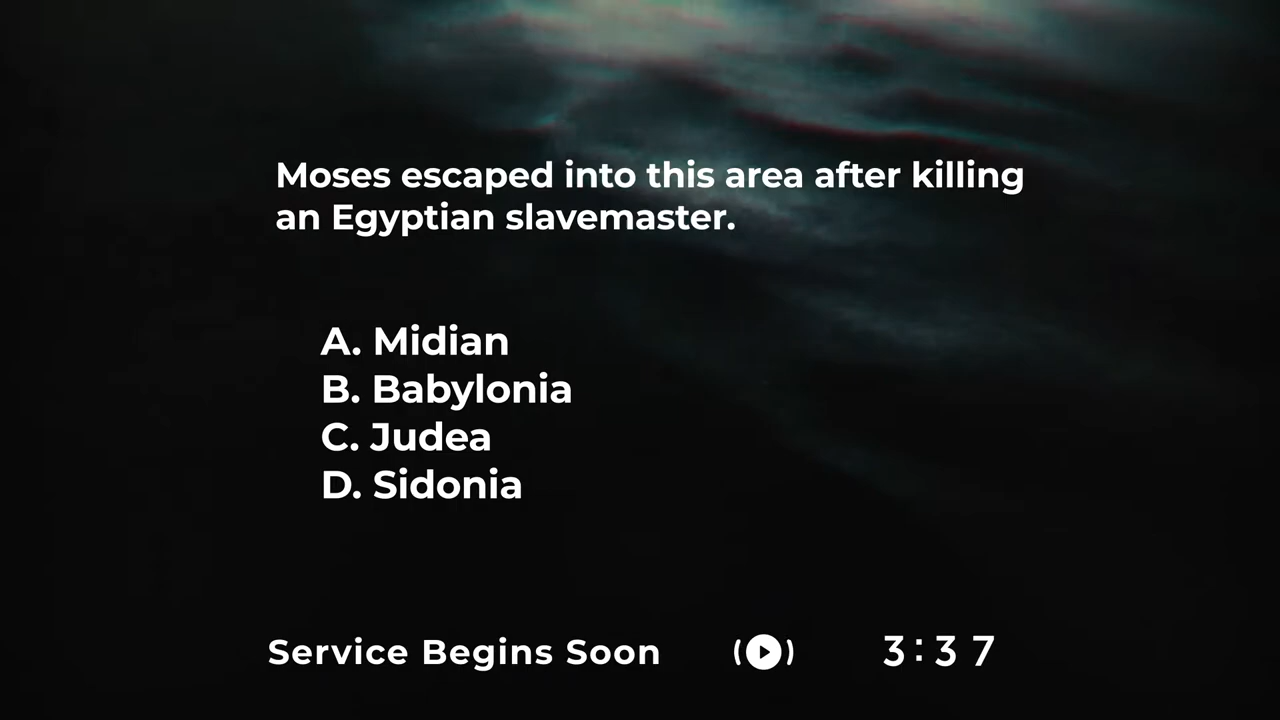 Moses escaped into this area after killing
an Egyptian slavemaster.
A. Midian
B. Babylonia
C. Judea
D. Sidonia
Service Begins Soon 3:37